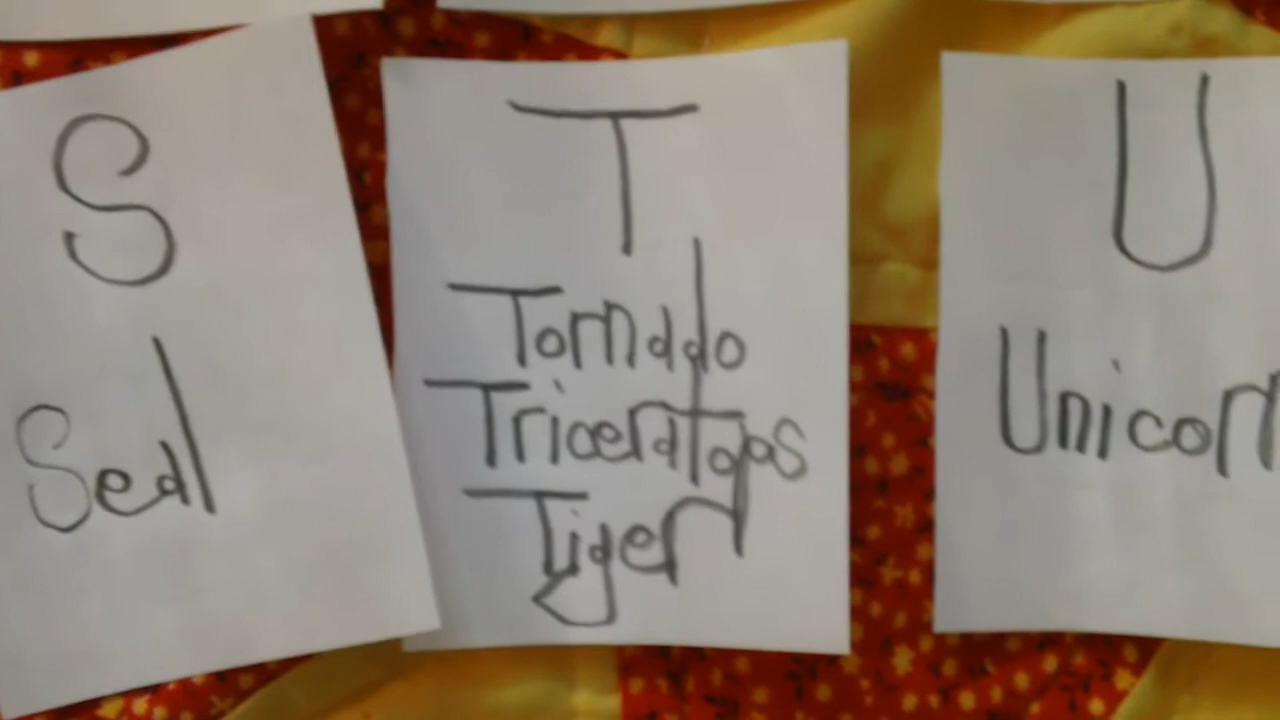 S
Seal
T
Tornado
Triceratops
Tiger
U
Unicorn